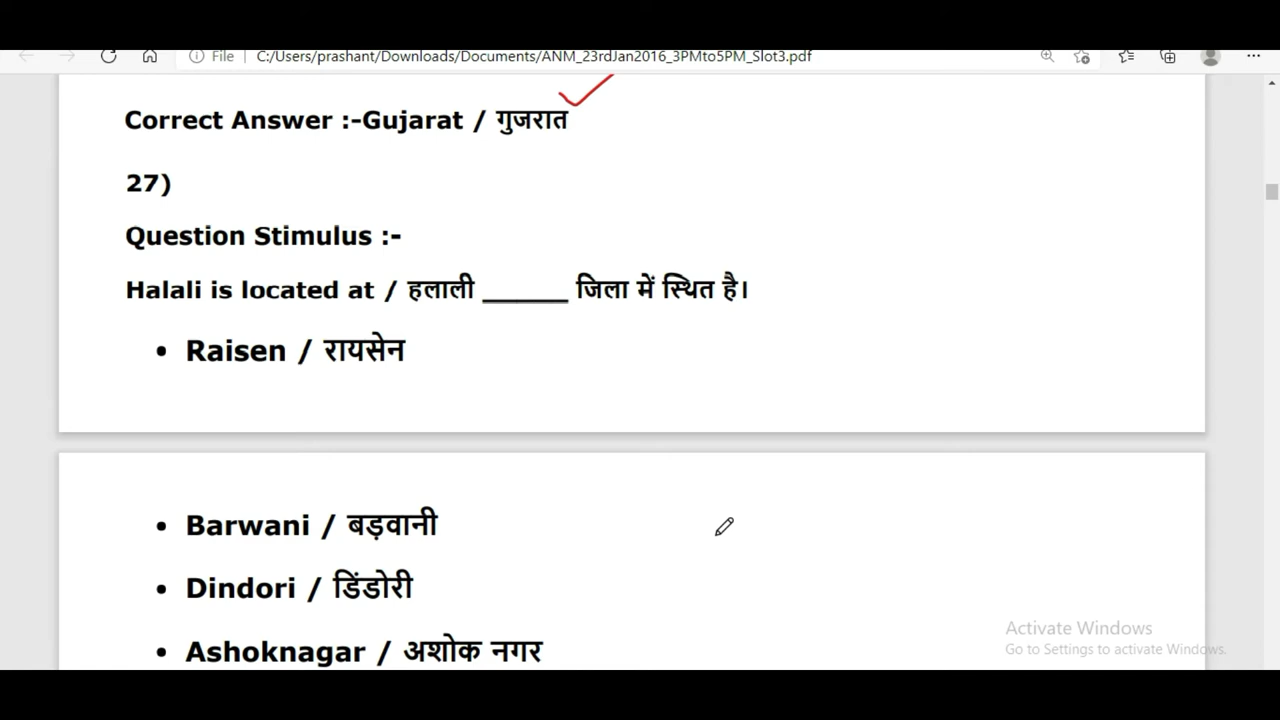 File C:/Users/prashant/Downloads/Documents/ANM_23rdJan2016_3PMto5PM_Slot3.pdf
Correct Answer :-Gujarat / गुजरात
27)
Question Stimulus :-
Halali is located at / हलाली ______ जिला में स्थित है।
• Raisen / रायसेन
• Barwani / बड़वानी
• Dindori / डिंडोरी
• Ashoknagar / अशोक नगर
Activate Windows
Go to Settings to activate Windows.